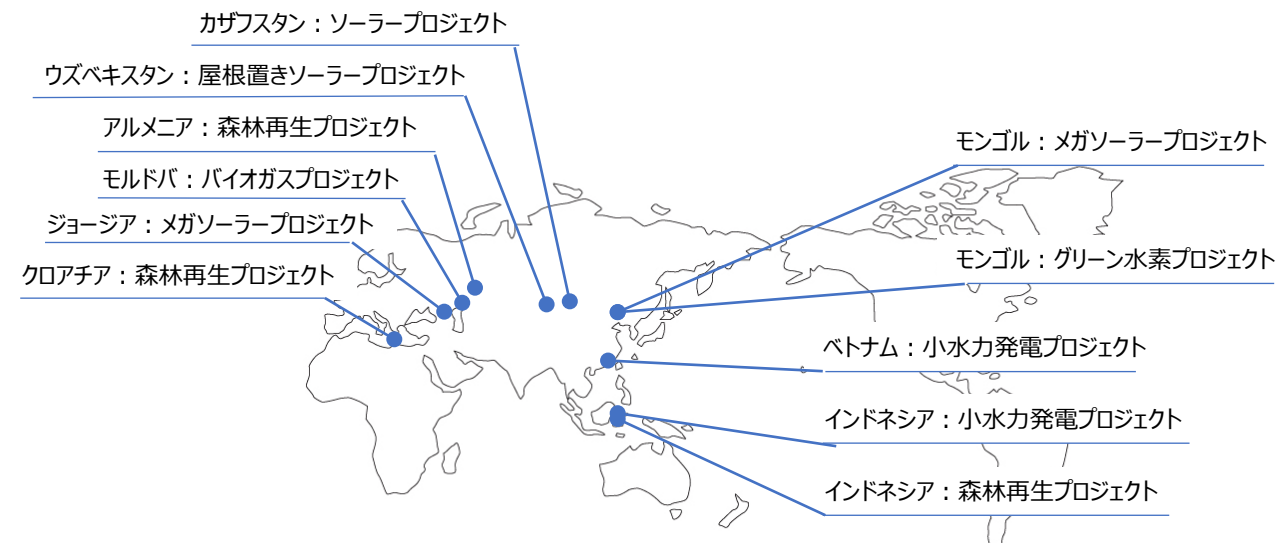 カザフスタン：ソーラープロジェクト
ウズベキスタン：屋根置きソーラープロジェクト
アルメニア：森林再生プロジェクト
モルドバ：バイオガスプロジェクト
ジョージア：メガソーラープロジェクト
クロアチア：森林再生プロジェクト
モンゴル：メガソーラープロジェクト
モンゴル：グリーン水素プロジェクト
ベトナム：小水力発電プロジェクト
インドネシア：小水力発電プロジェクト
インドネシア：森林再生プロジェクト